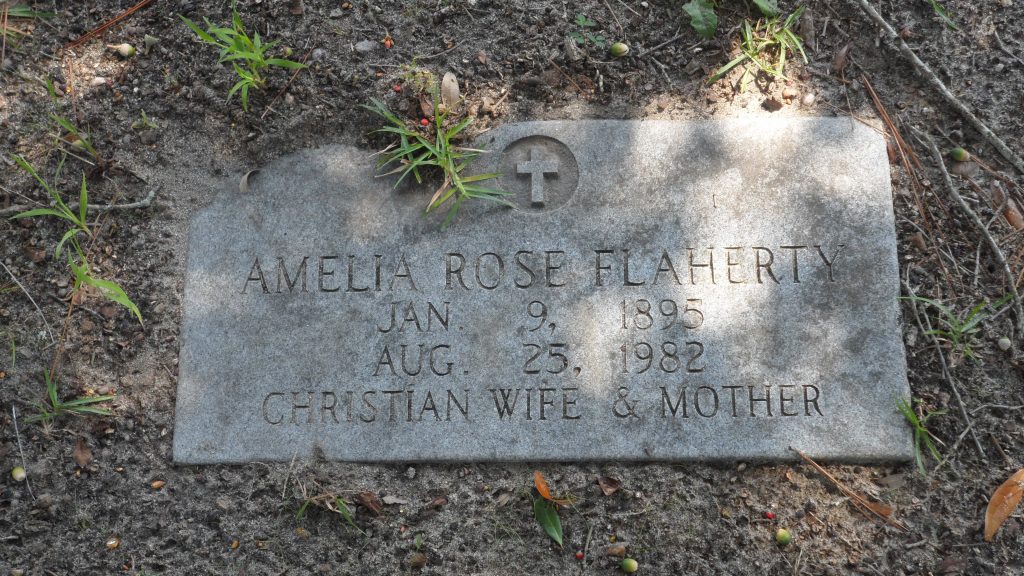 AMELIA ROSE FLAHERTY
JAN. 9, 1895
AUG. 25, 1982
CHRISTIAN WIFE & MOTHER